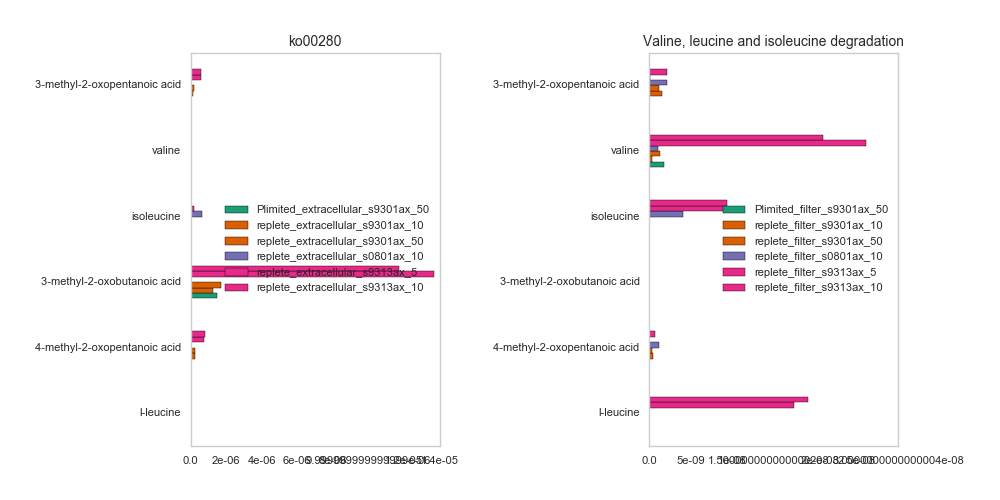 ko00280
3-methyl-2-oxopentanoic acid
valine
isoleucine
3-methyl-2-oxobutanoic acid
4-methyl-2-oxopentanoic acid
l-leucine
Plimited_extracellular_s9301ax_50
replete_extracellular_s9301ax_10
replete_extracellular_s9301ax_50
replete_extracellular_s0801ax_10
replete_extracellular_s9313ax_5
replete_extracellular_s9313ax_10
0.0 2e-06 4e-06 6e-06
Valine, leucine and isoleucine degradation
3-methyl-2-oxopentanoic acid
valine
isoleucine
3-methyl-2-oxobutanoic acid
4-methyl-2-oxopentanoic acid
l-leucine
Plimited_filter_s9301ax_50
replete_filter_s9301ax_10
replete_filter_s9301ax_50
replete_filter_s0801ax_10
replete_filter_s9313ax_5
replete_filter_s9313ax_10
0.0 5e-09